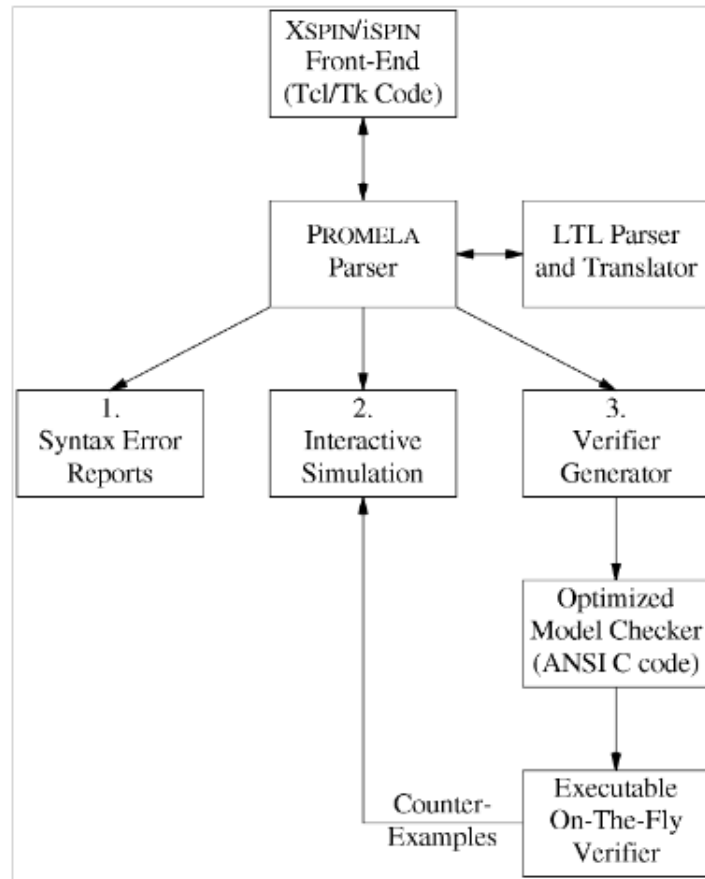 XSPIN/iSPIN
Front-End
(Tcl/Tk Code)
PROMELA
Parser
LTL Parser
and Translator
1.
Syntax Error
Reports
2.
Interactive
Simulation
3.
Verifier
Generator
Optimized
Model Checker
(ANSI C code)
Counter-
Examples
Executable
On-The-Fly
Verifier